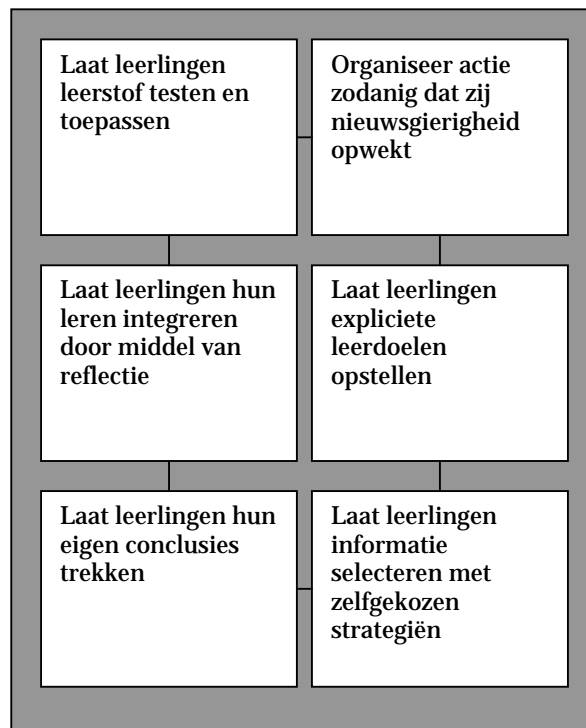 Laat leerlingen
leerstof testen en
toepassen
Organiseer actie
zodanig dat zij
nieuwsgierigheid
opwekt
Laat leerlingen hun
leren integreren
door middel van
reflectie
Laat leerlingen
expliciete
leerdoelen
opstellen
Laat leerlingen hun
eigen conclusies
trekken
Laat leerlingen
informatie
selecteren met
zelfgekozen
strategiën